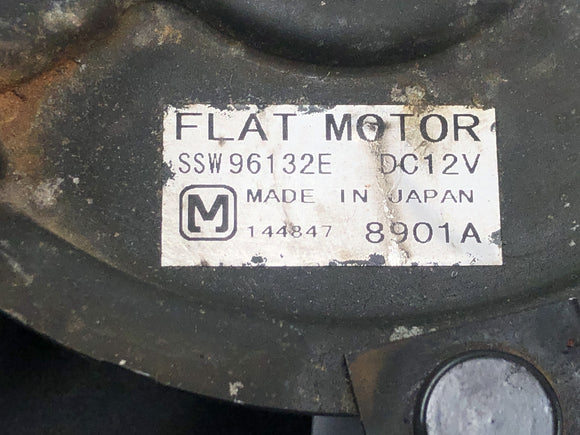 FLAT MOTOR
SSW96132E DC12V
M MADE IN JAPAN
144847 8901A